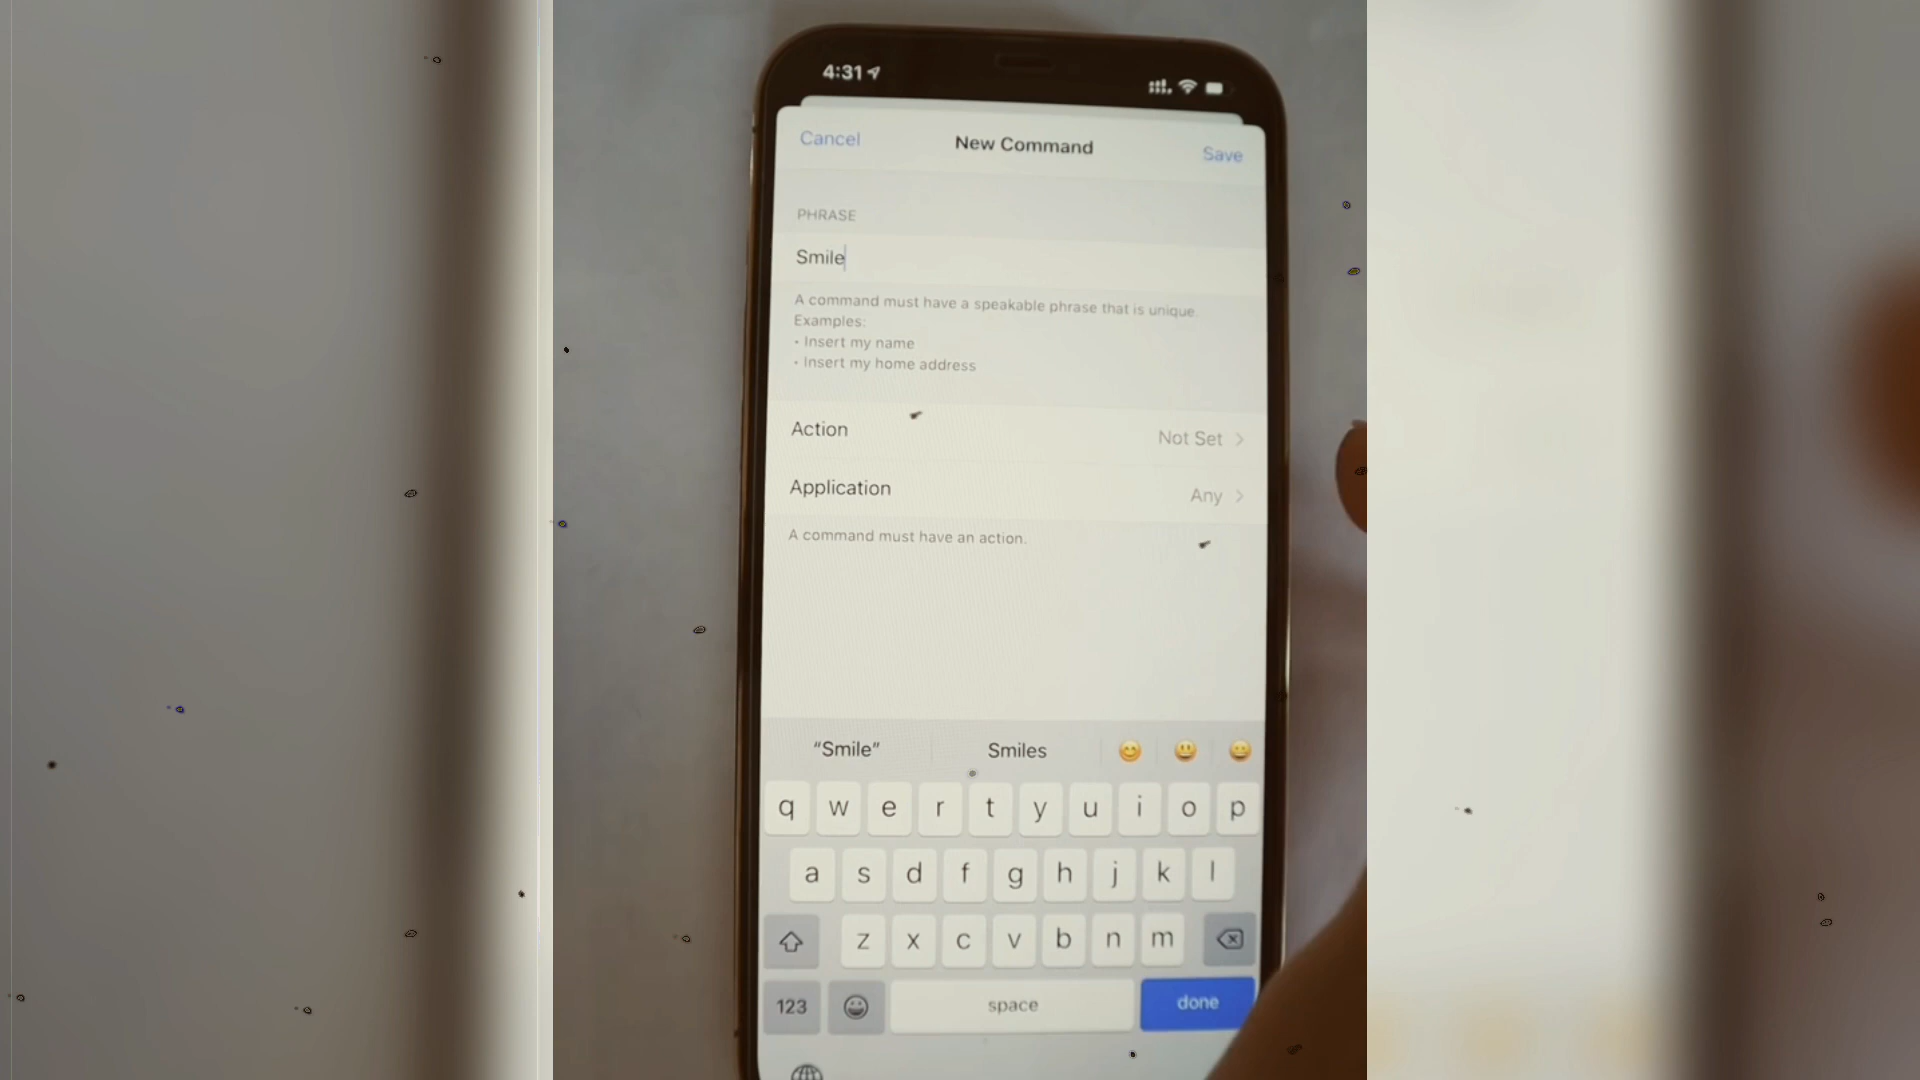 4:31
Cancel New Command Save
PHRASE
Smile
A command must have a speakable phrase that is unique.
Examples:
• Insert my name
• Insert my home address
Action Not Set
Application Any
A command must have an action.
“Smile” Smiles 😊 😃 😀
q w e r t y u i o p
a s d f g h j k l
z x c v b n m
123 space done